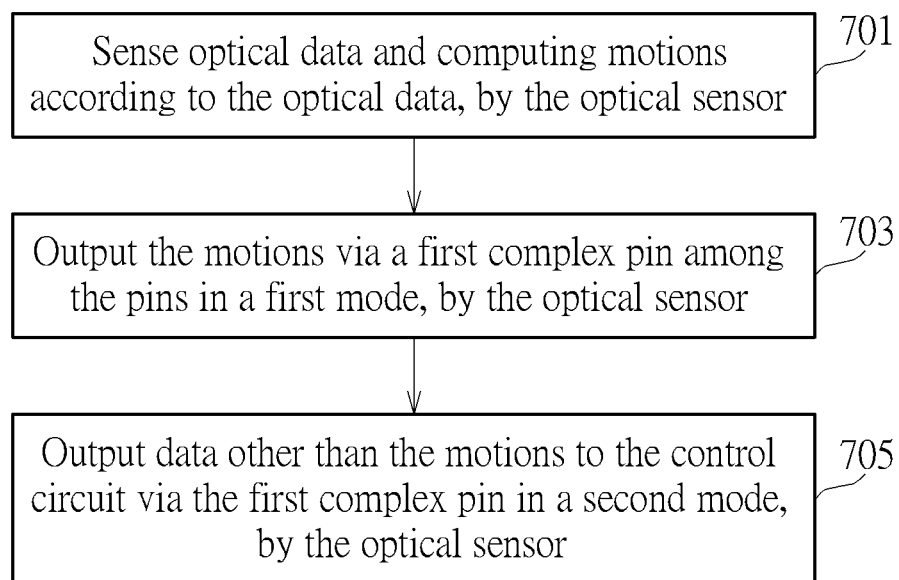 Sense optical data and computing motions
according to the optical data, by the optical sensor
701
Output the motions via a first complex pin among
the pins in a first mode, by the optical sensor
703
Output data other than the motions to the control
circuit via the first complex pin in a second mode,
by the optical sensor
705